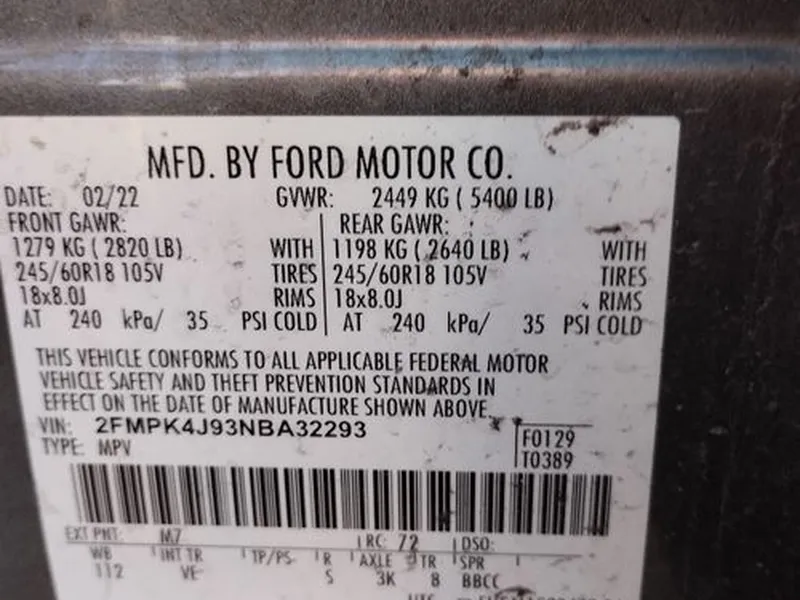 MFD. BY FORD MOTOR CO.
DATE: 02/22 GVWR: 2449 KG ( 5400 LB)
FRONT GAWR: REAR GAWR:
1279 KG ( 2820 LB) WITH 1198 KG ( 2640 LB) WITH
245/60R18 105V TIRES 245/60R18 105V TIRES
18x8.0J RIMS 18x8.0J RIMS
AT 240 kPa/ 35 PSI COLD AT 240 kPa/ 35 PSI COLD
THIS VEHICLE CONFORMS TO ALL APPLICABLE FEDERAL MOTOR
VEHICLE SAFETY AND THEFT PREVENTION STANDARDS IN
EFFECT ON THE DATE OF MANUFACTURE SHOWN ABOVE.
VIN: 2FMPK4J93NBA32293
TYPE: MPV
F0129
T0389
EXT PNT: M7 RC: 72 DSO:
WB INT TR TP/PS R AXLE TR SPR
112 VE S 3K 8 BBCC